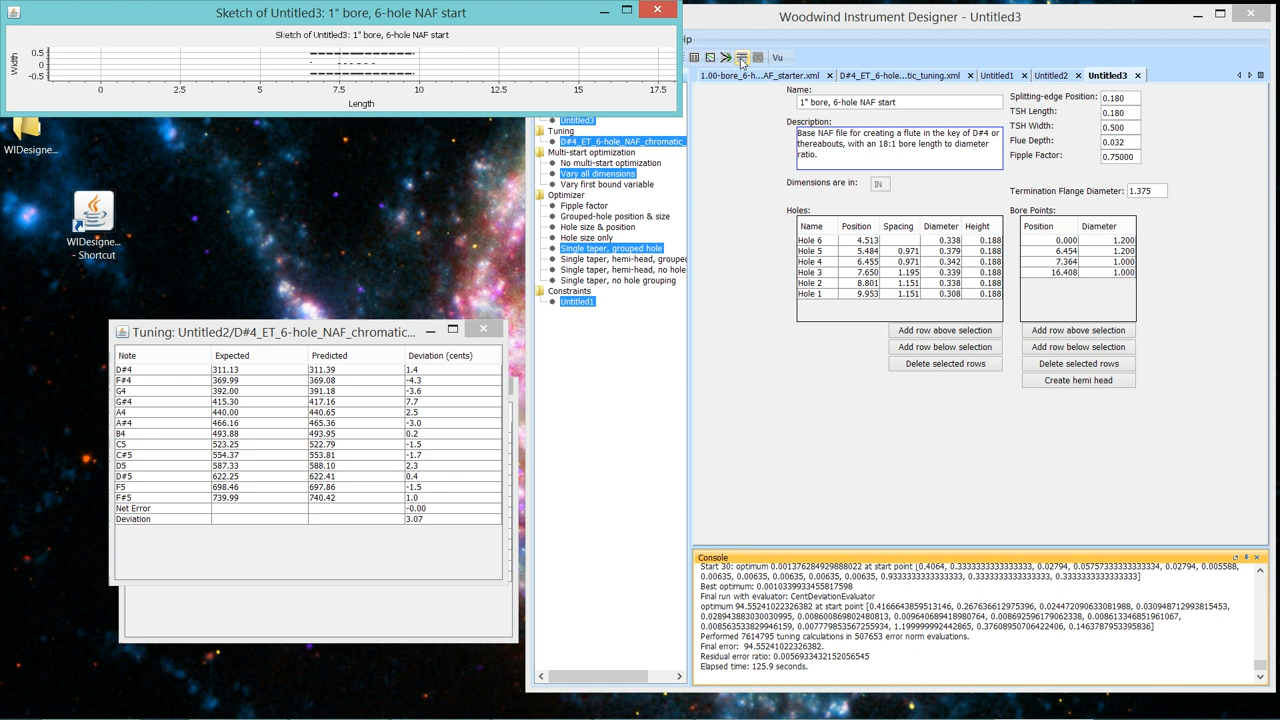 Sketch of Untitled3: 1" bore, 6-hole NAF start
Sketch of Untitled3: 1" bore, 6-hole NAF start
Width
0.5
0.0
-0.5
0 2.5 5 7.5 10 12.5 15 17.5
Length
WIDesigne...
WIDesigne...
- Shortcut
Woodwind Instrument Designer - Untitled3
elp
Vu
1.00-bore_6-h...AF_starter.xml D#4_ET_6-hole...tic_tuning.xml Untitled1 Untitled2 Untitled3
Untitled3
Tuning
D#4_ET_6-hole_NAF_chromatic_
Multi-start optimization
No multi-start optimization
Vary all dimensions
Vary first bound variable
Optimizer
Fipple factor
Grouped-hole position & size
Hole size & position
Hole size only
Single taper, grouped hole
Single taper, hemi-head, grouped
Single taper, hemi-head, no hole
Single taper, no hole grouping
Constraints
Untitled1
Name:
1" bore, 6-hole NAF start
Description:
Base NAF file for creating a flute in the key of D#4 or
thereabouts, with an 18:1 bore length to diameter
ratio.
Dimensions are in: IN
Splitting-edge Position: 0.180
TSH Length: 0.180
TSH Width: 0.500
Flue Depth: 0.032
Fipple Factor: 0.75000
Termination Flange Diameter: 1.375
Holes:
Name Position Spacing Diameter Height
Hole 6 4.513 0.338 0.188
Hole 5 5.484 0.971 0.379 0.188
Hole 4 6.455 0.971 0.342 0.188
Hole 3 7.650 1.195 0.339 0.188
Hole 2 8.801 1.151 0.338 0.188
Hole 1 9.953 1.151 0.308 0.188
Add row above selection
Add row below selection
Delete selected rows
Bore Points:
Position Diameter
0.000 1.200
6.454 1.200
7.364 1.000
16.408 1.000
Add row above selection
Add row below selection
Delete selected rows
Create hemi head
Tuning: Untitled2/D#4_ET_6-hole_NAF_chromatic...
Note Expected Predicted Deviation (cents)
D#4 311.13 311.39 1.4
F#4 369.99 369.08 -4.3
G4 392.00 391.18 -3.6
G#4 415.30 417.16 7.7
A4 440.00 440.65 2.5
A#4 466.16 465.36 -3.0
B4 493.88 493.95 0.2
C5 523.25 522.79 -1.5
C#5 554.37 553.81 -1.7
D5 587.33 588.10 2.3
D#5 622.25 622.41 0.4
F5 698.46 697.86 -1.5
F#5 739.99 740.42 1.0
Net Error -0.00
Deviation 3.07
Console
Start 30: optimum 0.001376284929888022 at start point [0.4064, 0.3333333333333333, 0.02794, 0.05757333333333334, 0.02794, 0.005588,
0.00635, 0.00635, 0.00635, 0.00635, 0.00635, 0.9333333333333333, 0.3333333333333333, 0.3333333333333333]
Best optimum: 0.0010339933455817598
Final run with evaluator: CentDeviationEvaluator
optimum 94.55241022326382 at start point [0.4166643859513146, 0.267636612975396, 0.024472090633081988, 0.030948712993815453,
0.028943883030030995, 0.008600869802480813, 0.009640689418980764, 0.008692596179062338, 0.008613346851961067,
0.008563533829946159, 0.007779853567255934, 1.199999992442865, 0.37608950706422406, 0.1463787953395836]
Performed 7614795 tuning calculations in 507653 error norm evaluations.
Final error: 94.55241022326382.
Residual error ratio: 0.0056933432152056545
Elapsed time: 125.9 seconds.